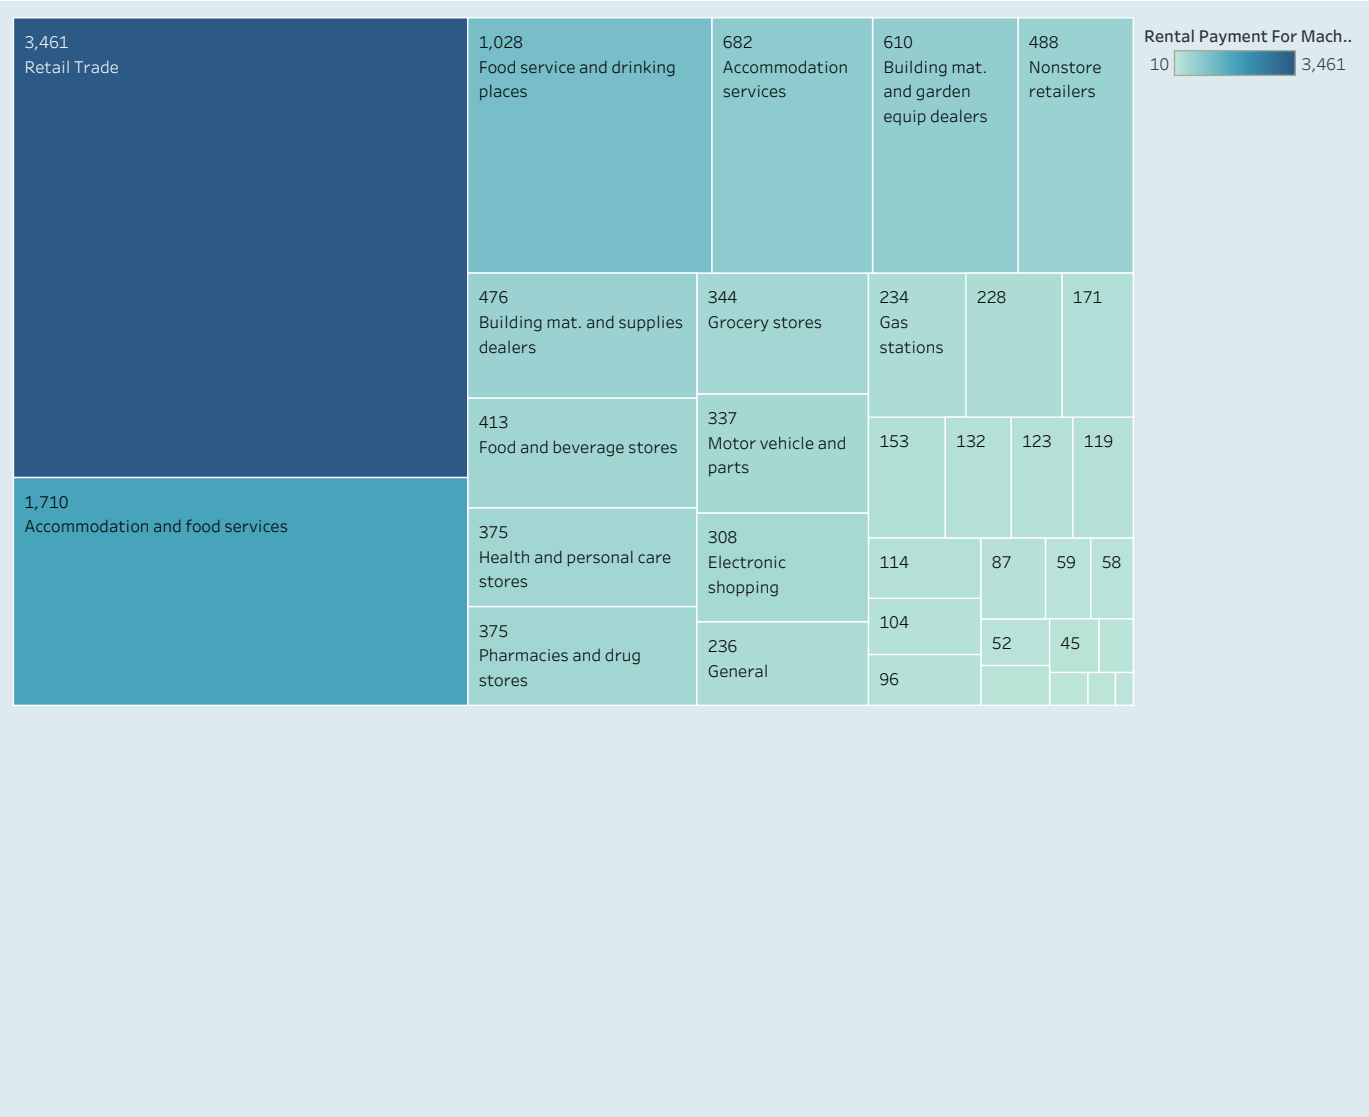 3,461
Retail Trade
1,710
Accommodation and food services
1,028
Food service and drinking
places
682
Accommodation
services
610
Building mat.
and garden
equip dealers
488
Nonstore
retailers
476
Building mat. and supplies
dealers
413
Food and beverage stores
375
Health and personal care
stores
375
Pharmacies and drug
stores
344
Grocery stores
337
Motor vehicle and
parts
308
Electronic
shopping
236
General
234
Gas
stations
228
171
153
132
123
119
114
104
96
87
59
58
52
45
Rental Payment For Mach..
10
3,461